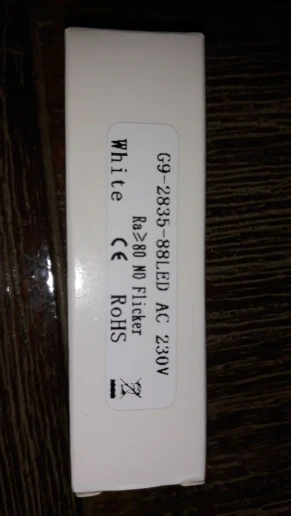 G9-2835-88LED AC 230V
Ra≥80 NO Flicker
White CE RoHS